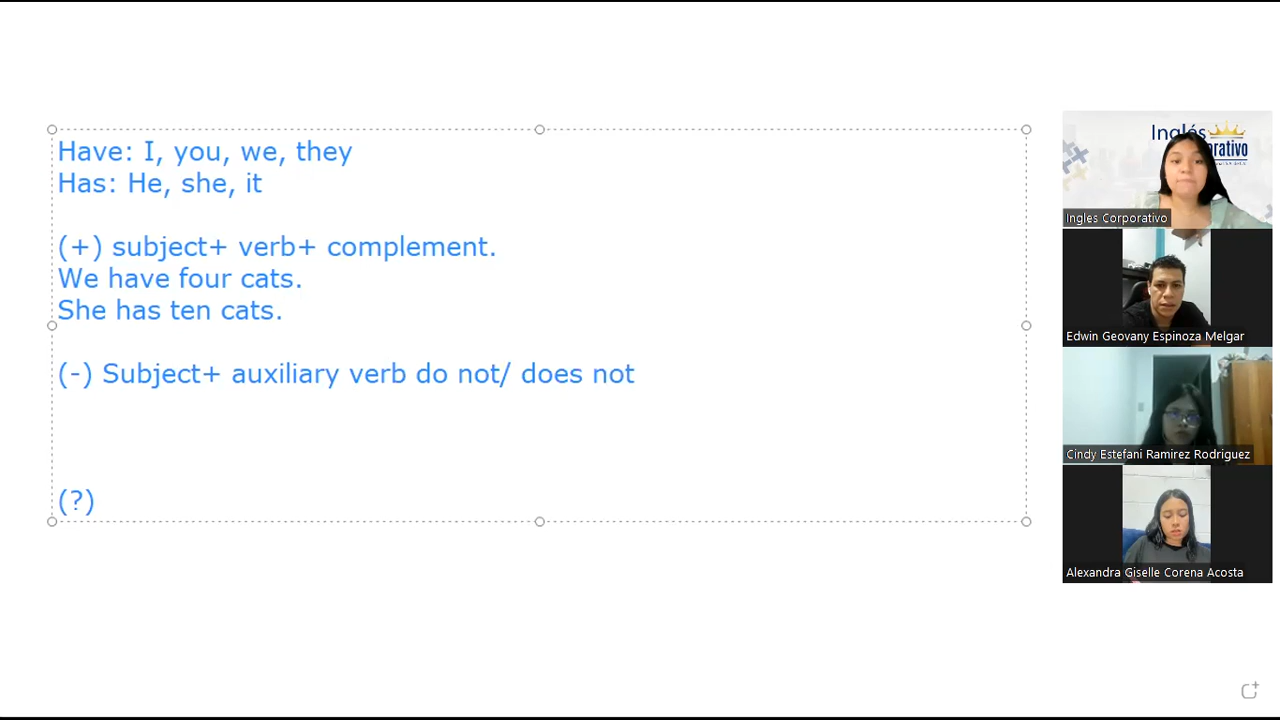 Have: I, you, we, they
Has: He, she, it
(+) subject+ verb+ complement.
We have four cats.
She has ten cats.
(-) Subject+ auxiliary verb do not/ does not
(?)
Inglés
Ingles Corporativo
Edwin Geovany Espinoza Melgar
Cindy Estefani Ramirez Rodriguez
Alexandra Giselle Corena Acosta